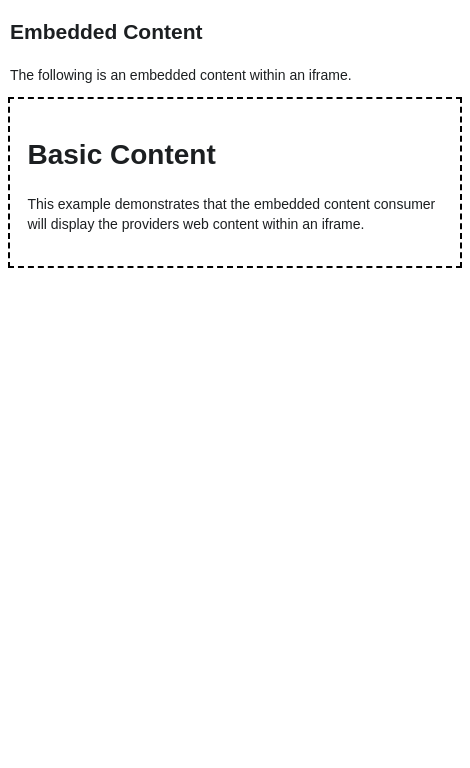 Embedded Content
The following is an embedded content within an iframe.
Basic Content
This example demonstrates that the embedded content consumer
will display the providers web content within an iframe.